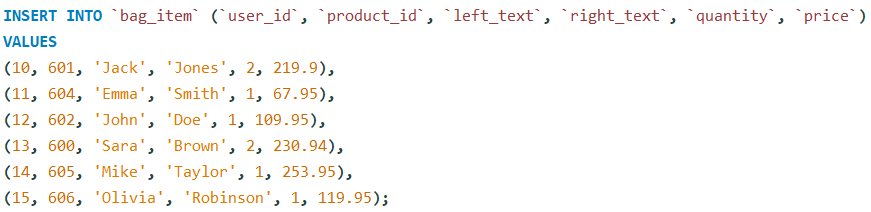 INSERT INTO `bag_item` (`user_id`, `product_id`, `left_text`, `right_text`, `quantity`, `price`)
VALUES
(10, 601, 'Jack', 'Jones', 2, 219.9),
(11, 604, 'Emma', 'Smith', 1, 67.95),
(12, 602, 'John', 'Doe', 1, 109.95),
(13, 600, 'Sara', 'Brown', 2, 230.94),
(14, 605, 'Mike', 'Taylor', 1, 253.95),
(15, 606, 'Olivia', 'Robinson', 1, 119.95);